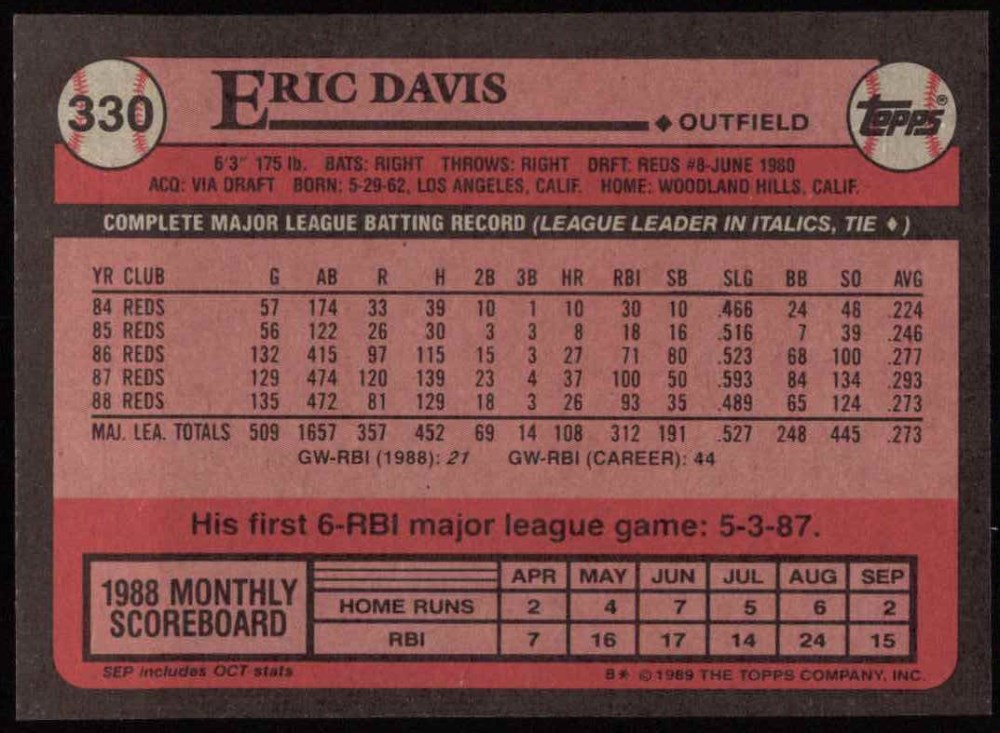 330
ERIC DAVIS
◆ OUTFIELD
Topps®
6'3" 175 lb. BATS: RIGHT THROWS: RIGHT DRFT: REDS #8-JUNE 1980
ACQ: VIA DRAFT BORN: 5-29-62, LOS ANGELES, CALIF. HOME: WOODLAND HILLS, CALIF.
COMPLETE MAJOR LEAGUE BATTING RECORD (LEAGUE LEADER IN ITALICS, TIE ♦)
YR CLUB G AB R H 2B 3B HR RBI SB SLG BB SO AVG
84 REDS 57 174 33 39 10 1 10 30 10 .466 24 48 .224
85 REDS 56 122 26 30 3 3 8 18 16 .516 7 39 .246
86 REDS 132 415 97 115 15 3 27 71 80 .523 68 100 .277
87 REDS 129 474 120 139 23 4 37 100 50 .593 84 134 .293
88 REDS 135 472 81 129 18 3 26 93 35 .489 65 124 .273
MAJ. LEA. TOTALS 509 1657 357 452 69 14 108 312 191 .527 248 445 .273
GW-RBI (1988): 21 GW-RBI (CAREER): 44
His first 6-RBI major league game: 5-3-87.
1988 MONTHLY
SCOREBOARD
APR MAY JUN JUL AUG SEP
HOME RUNS 2 4 7 5 6 2
RBI 7 16 17 14 24 15
SEP includes OCT stats
B* © 1989 THE TOPPS COMPANY, INC.